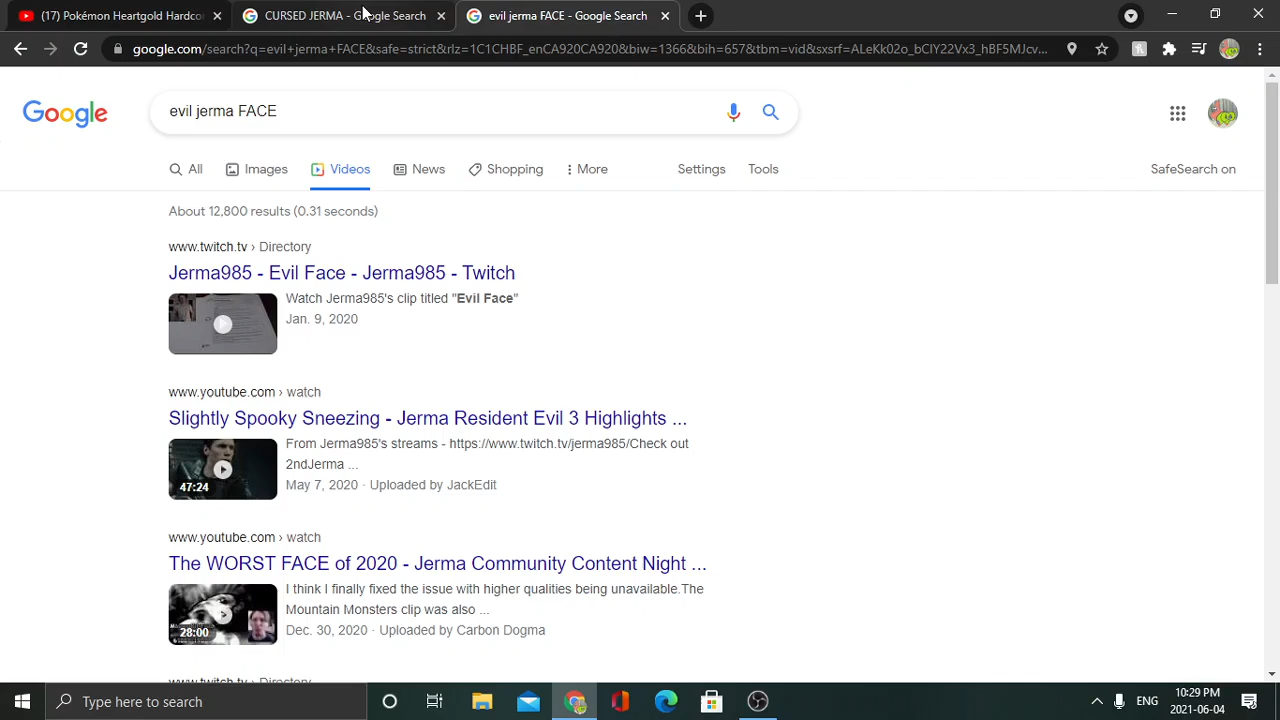 (17) Pokémon Heartgold Hardco
CURSED JERMA - Google Search
evil jerma FACE - Google Search
google.com/search?q=evil+jerma+FACE&safe=strict&rlz=1C1CHBF_enCA920CA920&biw=1366&bih=657&tbm=vid&sxsrf=ALeKk02o_bCIY22Vx3_hBF5MJcv...
Google
evil jerma FACE
All
Images
Videos
News
Shopping
More
Settings
Tools
SafeSearch on
About 12,800 results (0.31 seconds)
www.twitch.tv › Directory
Jerma985 - Evil Face - Jerma985 - Twitch
Watch Jerma985's clip titled "Evil Face"
Jan. 9, 2020
www.youtube.com › watch
Slightly Spooky Sneezing - Jerma Resident Evil 3 Highlights ...
From Jerma985's streams - https://www.twitch.tv/jerma985/Check out
2ndJerma ...
47:24
May 7, 2020 · Uploaded by JackEdit
www.youtube.com › watch
The WORST FACE of 2020 - Jerma Community Content Night ...
I think I finally fixed the issue with higher qualities being unavailable.The
Mountain Monsters clip was also ...
28:00
Dec. 30, 2020 · Uploaded by Carbon Dogma
www.twitch.tv › Directory
Type here to search
ENG
10:29 PM
2021-06-04